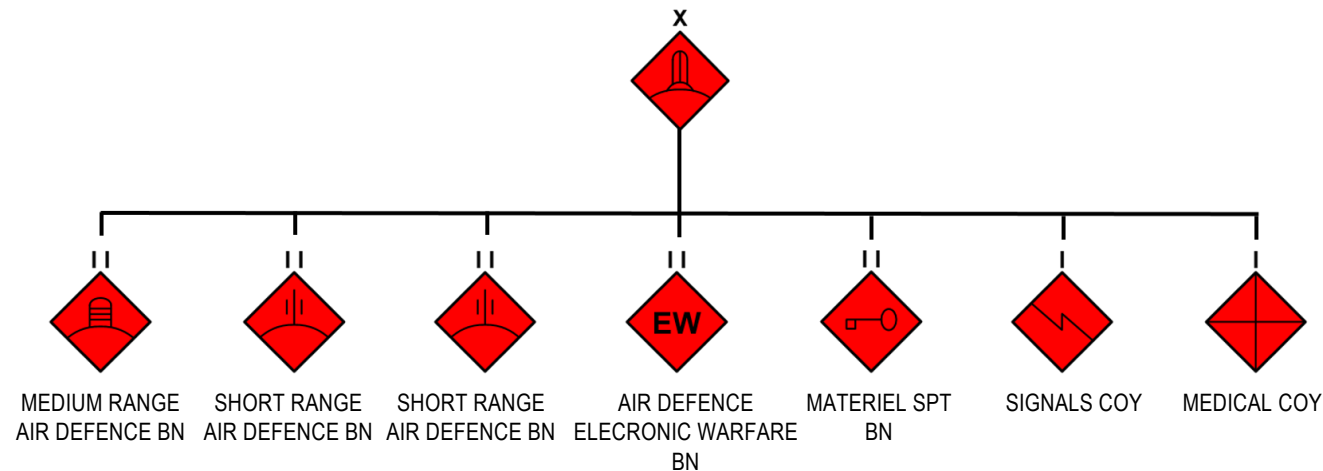 X
II II II II II I I
EW
MEDIUM RANGE
AIR DEFENCE BN
SHORT RANGE
AIR DEFENCE BN
SHORT RANGE
AIR DEFENCE BN
AIR DEFENCE
ELECRONIC WARFARE
BN
MATERIEL SPT
BN
SIGNALS COY
MEDICAL COY